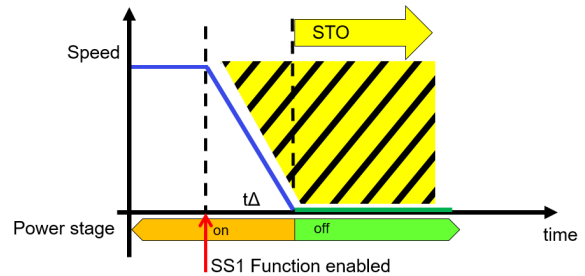 STO
Speed
tΔ
Power stage
on
off
time
SS1 Function enabled